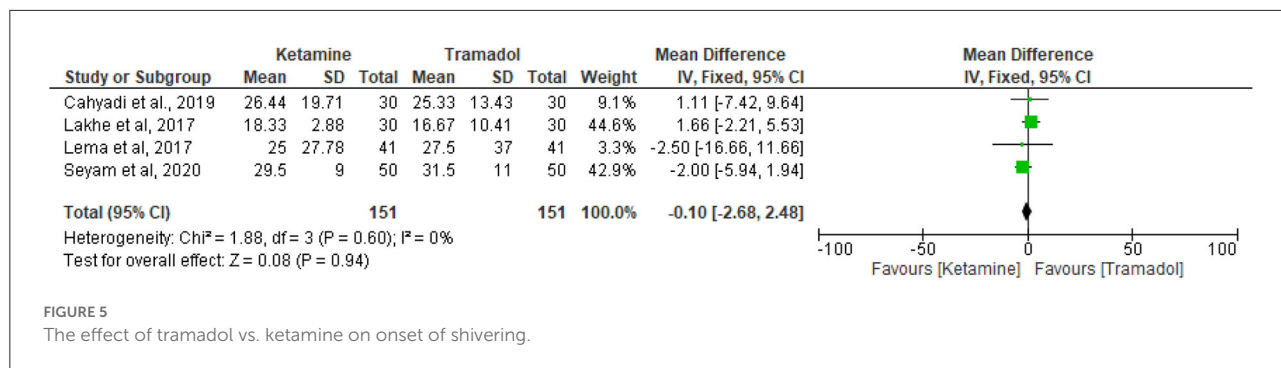 Ketamine Tramadol Mean Difference Mean Difference
Study or Subgroup Mean SD Total Mean SD Total Weight IV, Fixed, 95% CI IV, Fixed, 95% CI
Cahyadi et al., 2019 26.44 19.71 30 25.33 13.43 30 9.1% 1.11 [-7.42, 9.64]
Lakhe et al, 2017 18.33 2.88 30 16.67 10.41 30 44.6% 1.66 [-2.21, 5.53]
Lema et al, 2017 25 27.78 41 27.5 37 41 3.3% -2.50 [-16.66, 11.66]
Seyam et al, 2020 29.5 9 50 31.5 11 50 42.9% -2.00 [-5.94, 1.94]
Total (95% CI) 151 151 100.0% -0.10 [-2.68, 2.48]
Heterogeneity: Chi² = 1.88, df = 3 (P = 0.60); I² = 0%
Test for overall effect: Z = 0.08 (P = 0.94)
-100 -50 0 50 100
Favours [Ketamine] Favours [Tramadol]
FIGURE 5
The effect of tramadol vs. ketamine on onset of shivering.